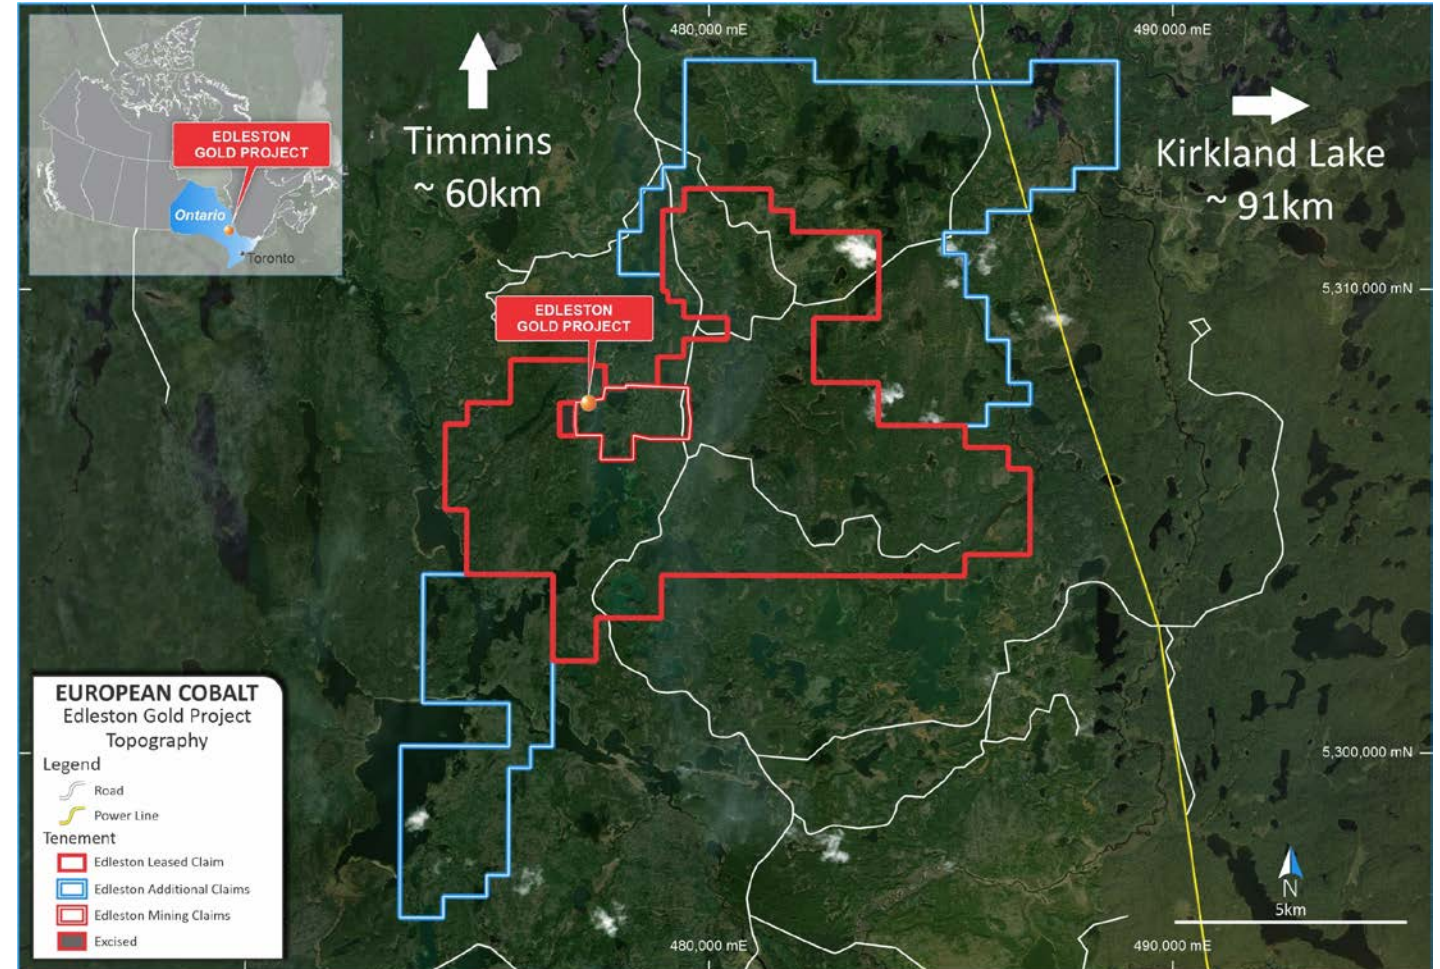 480,000 mE
490,000 mE
EDLESTON
GOLD PROJECT
Ontario
Toronto
Timmins
~ 60km
Kirkland Lake
~ 91km
5,310,000 mN
EDLESTON
GOLD PROJECT
5,300,000 mN
EUROPEAN COBALT
Edleston Gold Project
Topography
Legend
Road
Power Line
Tenement
Edleston Leased Claim
Edleston Additional Claims
Edleston Mining Claims
Excised
N
5km
480,000 mE
490,000 mE